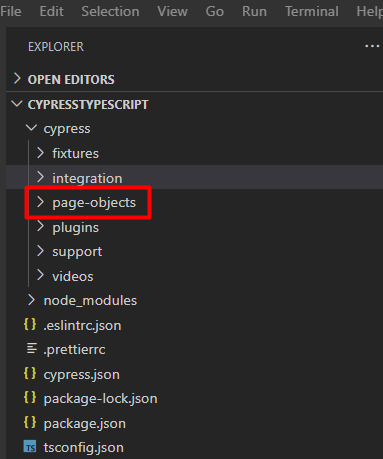 File Edit Selection View Go Run Terminal Help
EXPLORER
OPEN EDITORS
CYPRESSTYPESCRIPT
cypress
fixtures
integration
page-objects
plugins
support
videos
node_modules
{} .eslintrc.json
.prettierrc
{} cypress.json
{} package-lock.json
{} package.json
TS tsconfig.json